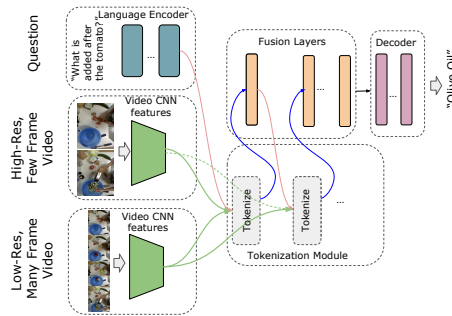 Question
"What is
added after
the tomato?"
Language Encoder
...
Fusion Layers
...
Decoder
...
"Olive Oil"
High-Res,
Few Frame,
Video
Video CNN
features
Low-Res,
Many Frame,
Video
Video CNN
features
Tokenize
Tokenize
...
...
Tokenization Module